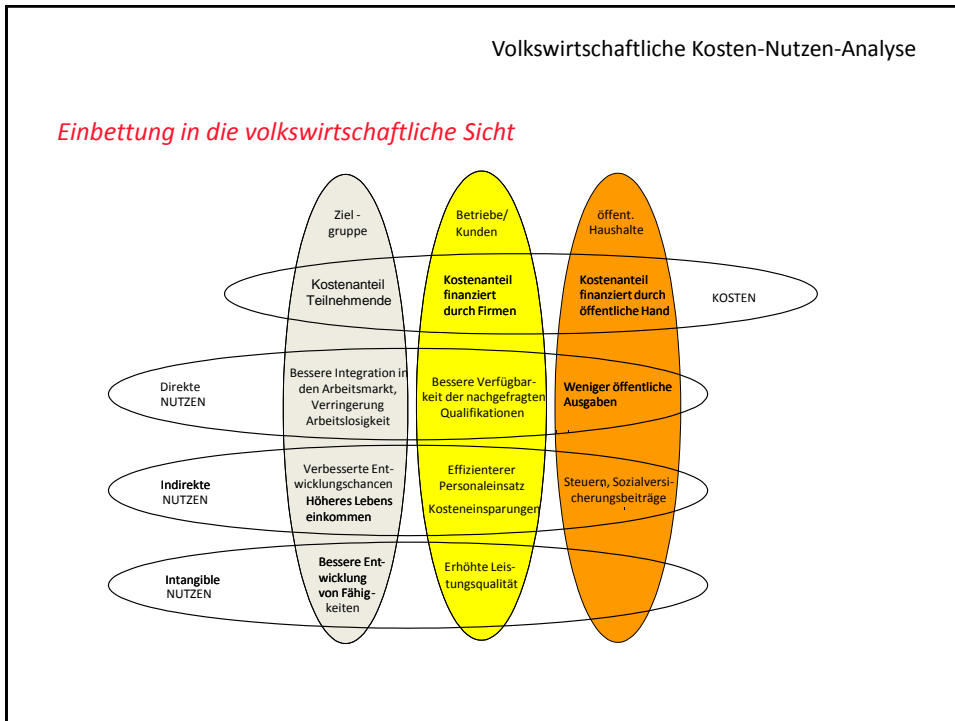 Volkswirtschaftliche Kosten-Nutzen-Analyse
Einbettung in die volkswirtschaftliche Sicht
Ziel -
gruppe
Betriebe/
Kunden
öffent.
Haushalte
Kostenanteil
Teilnehmende
Kostenanteil
finanziert
durch Firmen
Kostenanteil
finanziert durch
öffentliche Hand
KOSTEN
Direkte
NUTZEN
Bessere Integration in
den Arbeitsmarkt,
Verringerung
Arbeitslosigkeit
Bessere Verfügbar-
keit der nachgefragten
Qualifikationen
Weniger öffentliche
Ausgaben
Indirekte
NUTZEN
Verbesserte Ent-
wicklungschancen
Höheres Lebens
einkommen
Effizienterer
Personaleinsatz
Kosteneinsparungen
Steuern, Sozialversi-
cherungsbeiträge
Intangible
NUTZEN
Bessere Ent-
wicklung
von Fähig-
keiten
Erhöhte Leis-
tungsqualität